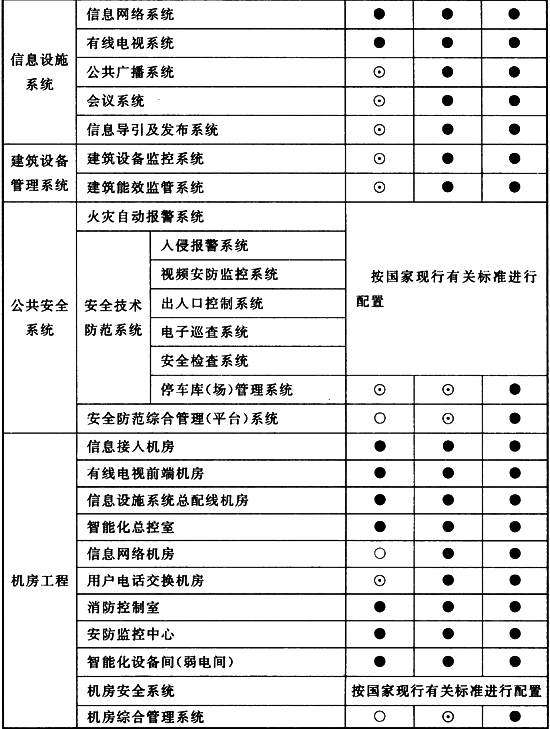 信息设施
系统
信息网络系统 ● ● ●
有线电视系统 ● ● ●
公共广播系统 ⊙ ● ●
会议系统 ⊙ ● ●
信息导引及发布系统 ⊙ ● ●
建筑设备
管理系统
建筑设备监控系统 ⊙ ● ●
建筑能效监管系统 ⊙ ● ●
公共安全
系统
火灾自动报警系统
安全技术
防范系统
入侵报警系统
视频安防监控系统
出入口控制系统
电子巡查系统
安全检查系统
按国家现行有关标准进行
配置
停车库(场)管理系统 ⊙ ⊙ ●
安全防范综合管理(平台)系统 ○ ⊙ ●
机房工程
信息接入机房 ● ● ●
有线电视前端机房 ● ● ●
信息设施系统总配线机房 ● ● ●
智能化总控室 ● ● ●
信息网络机房 ○ ● ●
用户电话交换机房 ⊙ ● ●
消防控制室 ● ● ●
安防监控中心 ● ● ●
智能化设备间(弱电间) ● ● ●
机房安全系统 按国家现行有关标准进行配置
机房综合管理系统 ○ ⊙ ●